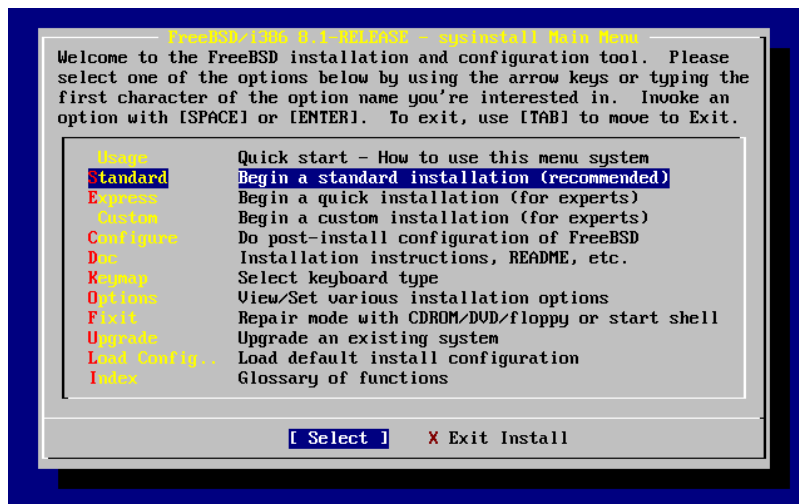 FreeBSD/i386 8.1-RELEASE - sysinstall Main Menu
Welcome to the FreeBSD installation and configuration tool.  Please
select one of the options below by using the arrow keys or typing the
first character of the option name you're interested in.  Invoke an
option with [SPACE] or [ENTER].  To exit, use [TAB] to move to Exit.
Usage Quick start - How to use this menu system
Standard Begin a standard installation (recommended)
Express Begin a quick installation (for experts)
Custom Begin a custom installation (for experts)
Configure Do post-install configuration of FreeBSD
Doc Installation instructions, README, etc.
Keymap Select keyboard type
Options View/Set various installation options
Fixit Repair mode with CDROM/DVD/floppy or start shell
Upgrade Upgrade an existing system
Load Config.. Load default install configuration
Index Glossary of functions
[ Select ] X Exit Install